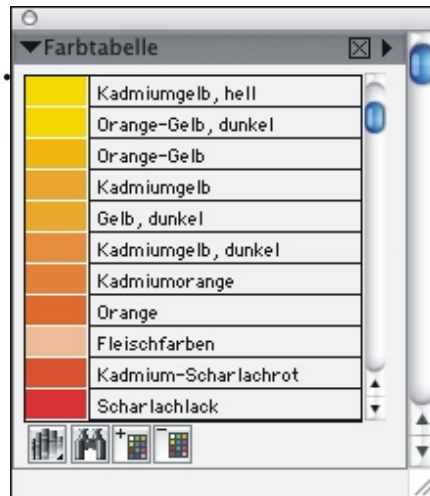 Farbtabelle
Kadmiumgelb, hell
Orange-Gelb, dunkel
Orange-Gelb
Kadmiumgelb
Gelb, dunkel
Kadmiumgelb, dunkel
Kadmiumorange
Orange
Fleischfarben
Kadmium-Scharlachrot
Scharlachlack